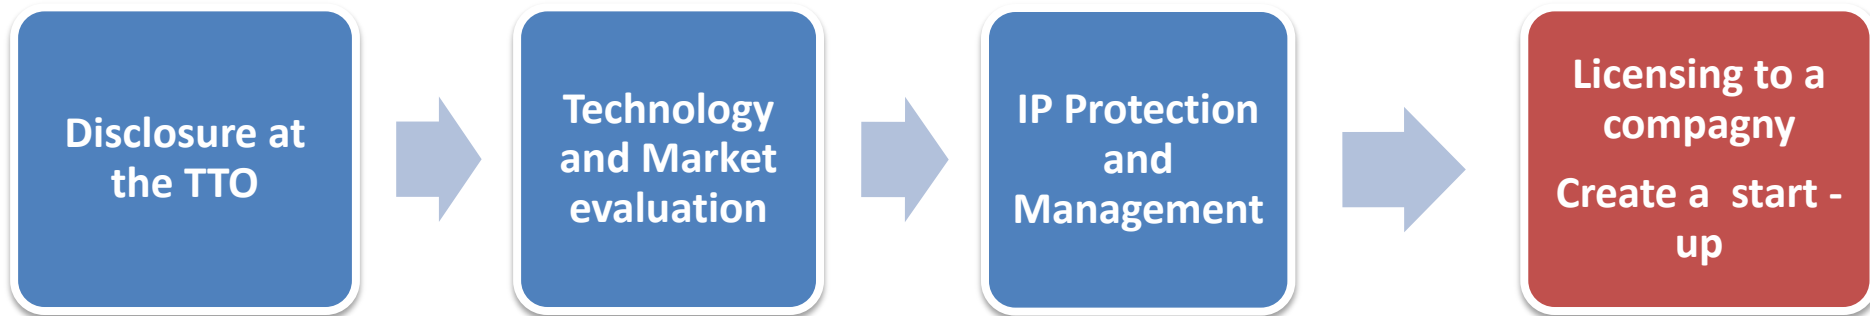 Disclosure at
the TTO
Technology
and Market
evaluation
IP Protection
and
Management
Licensing to a
compagny
Create a  start -
up